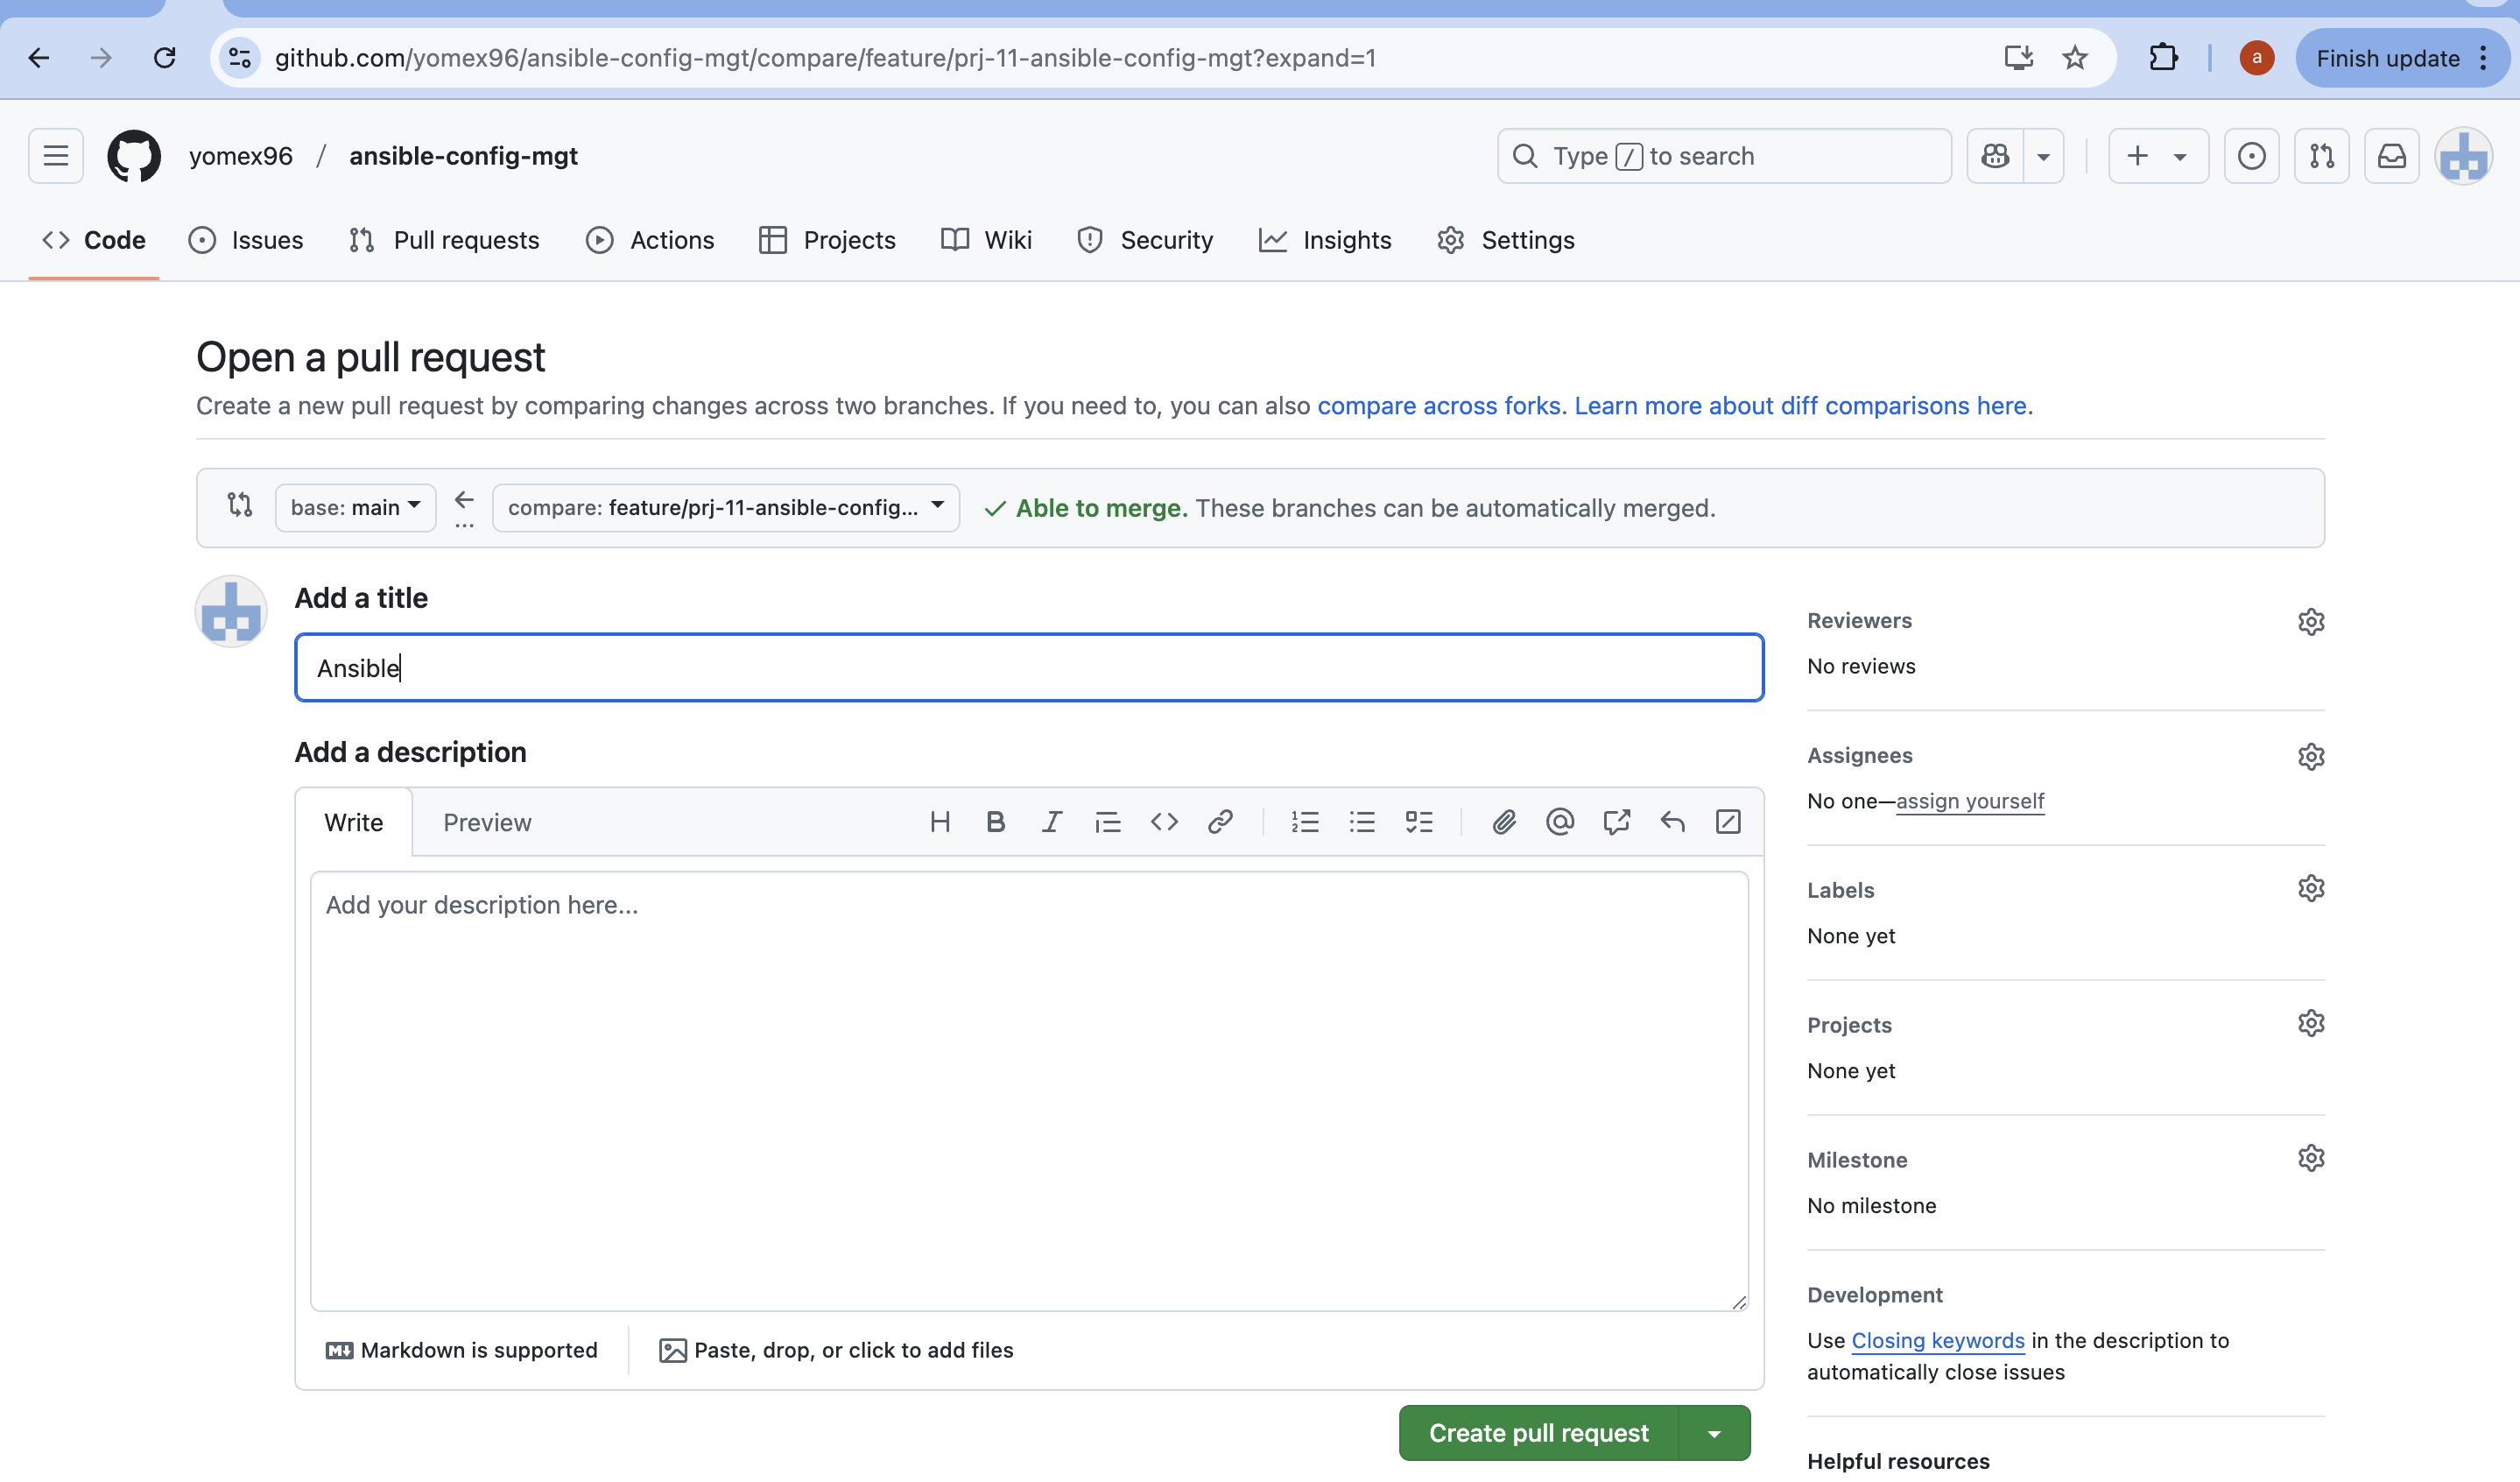 github.com/yomex96/ansible-config-mgt/compare/feature/prj-11-ansible-config-mgt?expand=1
a
Finish update
yomex96 / ansible-config-mgt
Type / to search
Code
Issues
Pull requests
Actions
Projects
Wiki
Security
Insights
Settings
Open a pull request
Create a new pull request by comparing changes across two branches. If you need to, you can also compare across forks. Learn more about diff comparisons here.
base: main
compare: feature/prj-11-ansible-config...
Able to merge. These branches can be automatically merged.
Add a title
Ansible
Add a description
Write
Preview
Add your description here...
Markdown is supported
Paste, drop, or click to add files
Create pull request
Reviewers
No reviews
Assignees
No one—assign yourself
Labels
None yet
Projects
None yet
Milestone
No milestone
Development
Use Closing keywords in the description to
automatically close issues
Helpful resources